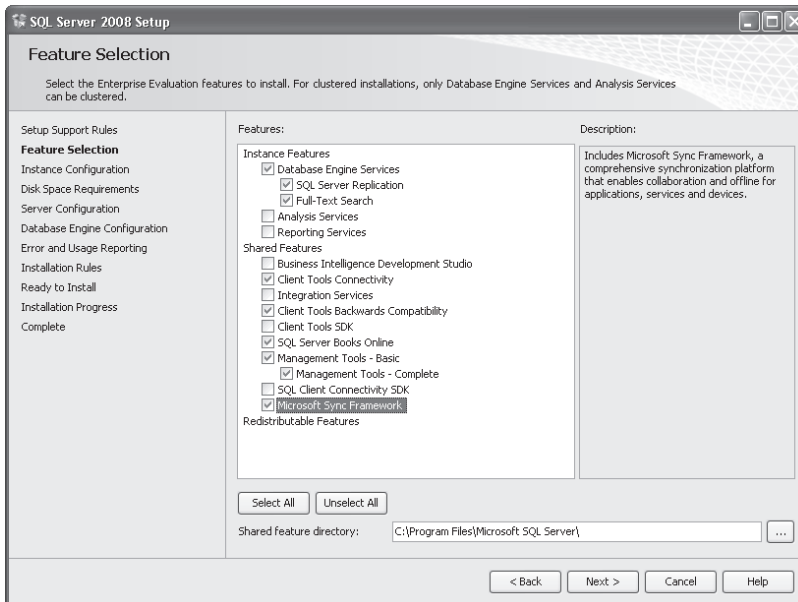 SQL Server 2008 Setup
Feature Selection
Select the Enterprise Evaluation features to install. For clustered installations, only Database Engine Services and Analysis Services
can be clustered.
Setup Support Rules
Feature Selection
Instance Configuration
Disk Space Requirements
Server Configuration
Database Engine Configuration
Error and Usage Reporting
Installation Rules
Ready to Install
Installation Progress
Complete
Features:
Instance Features
Database Engine Services
SQL Server Replication
Full-Text Search
Analysis Services
Reporting Services
Shared Features
Business Intelligence Development Studio
Client Tools Connectivity
Integration Services
Client Tools Backwards Compatibility
Client Tools SDK
SQL Server Books Online
Management Tools - Basic
Management Tools - Complete
SQL Client Connectivity SDK
Microsoft Sync Framework
Redistributable Features
Description:
Includes Microsoft Sync Framework, a
comprehensive synchronization platform
that enables collaboration and offline for
applications, services and devices.
Select All
Unselect All
Shared feature directory:
C:\Program Files\Microsoft SQL Server\
...
< Back
Next >
Cancel
Help